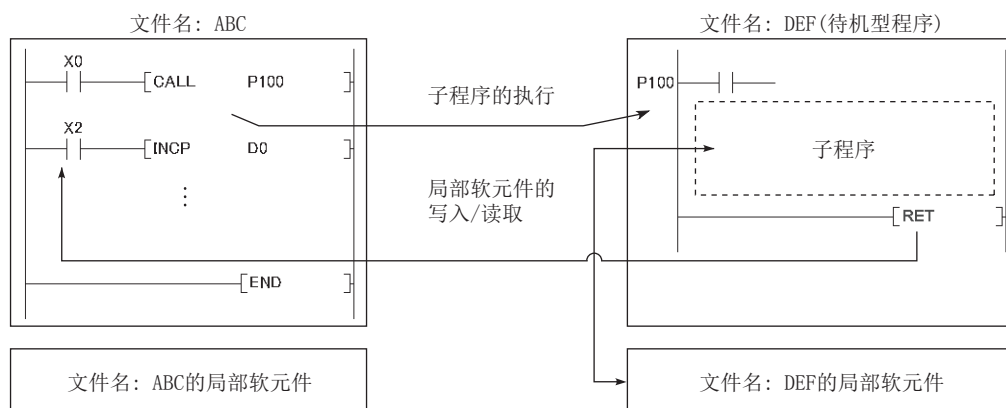 文件名: ABC
X0
[CALL P100 ]
X2
[INCP D0 ]
⋮
[END ]
文件名: ABC的局部软元件
子程序的执行
局部软元件的
写入/读取
文件名: DEF(待机型程序)
P100
子程序
[RET ]
文件名: DEF的局部软元件